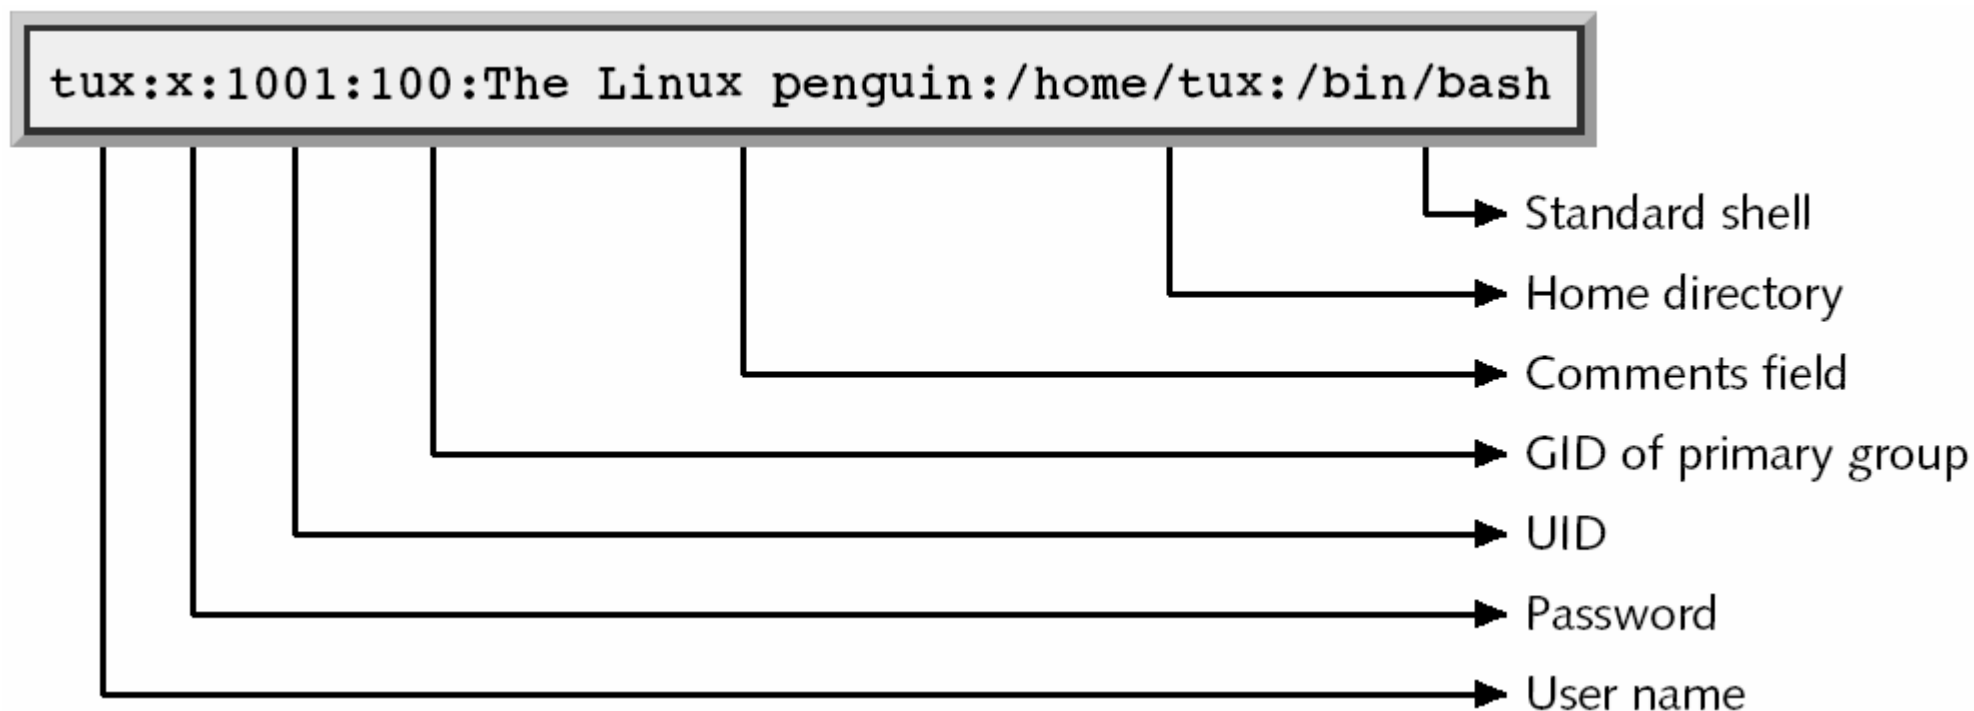 tux:x:1001:100:The Linux penguin:/home/tux:/bin/bash
Standard shell
Home directory
Comments field
GID of primary group
UID
Password
User name